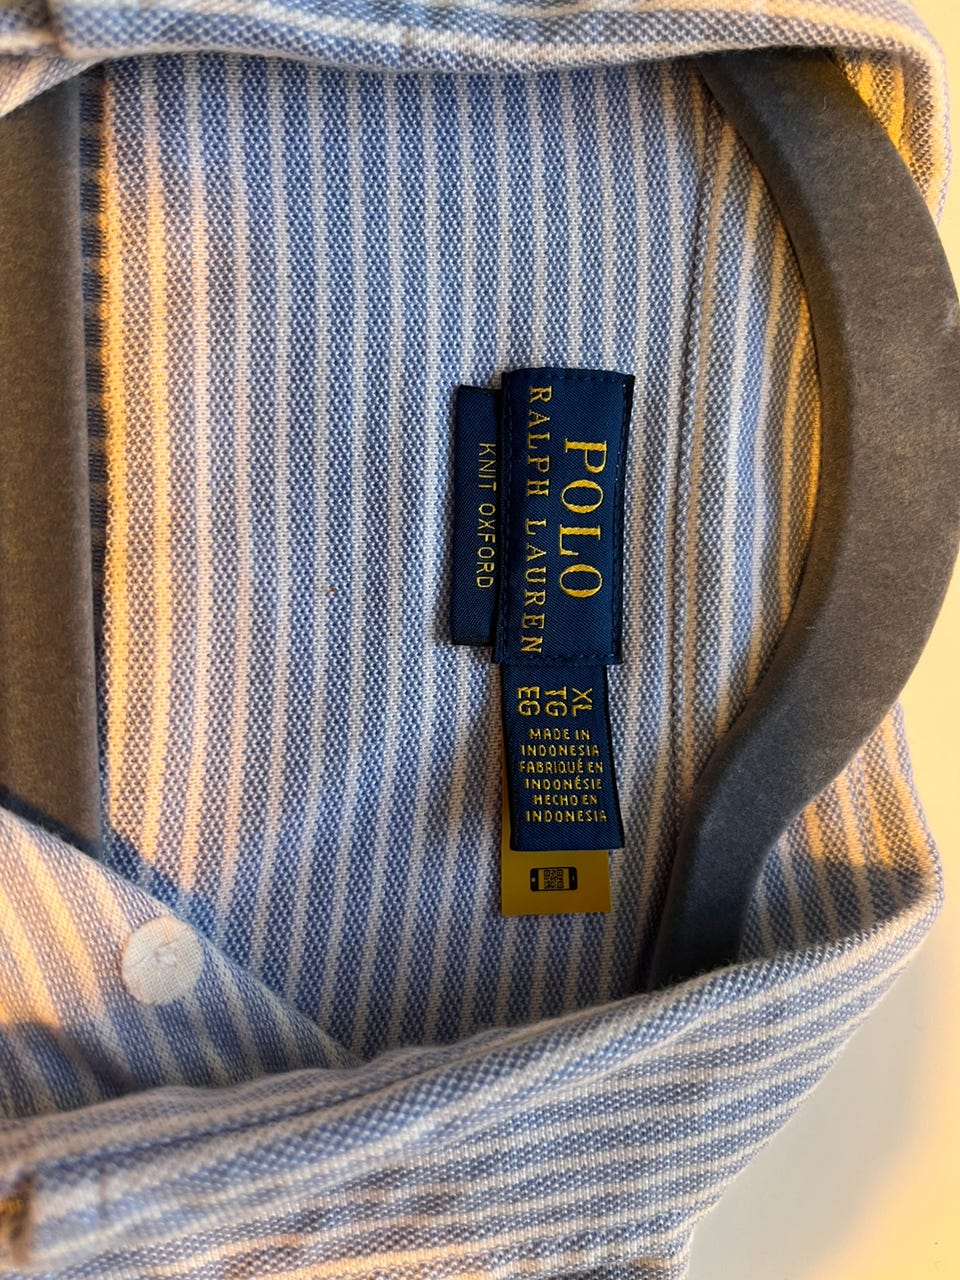 POLO
RALPH LAUREN
KNIT OXFORD
XL
TG
EG
MADE IN
INDONESIA
FABRIQUÉ EN
INDONÉSIE
HECHO EN
INDONESIA